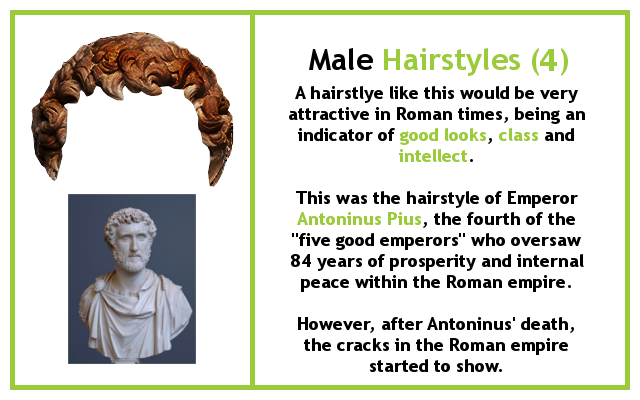 Male Hairstyles (4)
A hairstlye like this would be very
attractive in Roman times, being an
indicator of good looks, class and
intellect.
This was the hairstyle of Emperor
Antoninus Pius, the fourth of the
"five good emperors" who oversaw
84 years of prosperity and internal
peace within the Roman empire.
However, after Antoninus' death,
the cracks in the Roman empire
started to show.